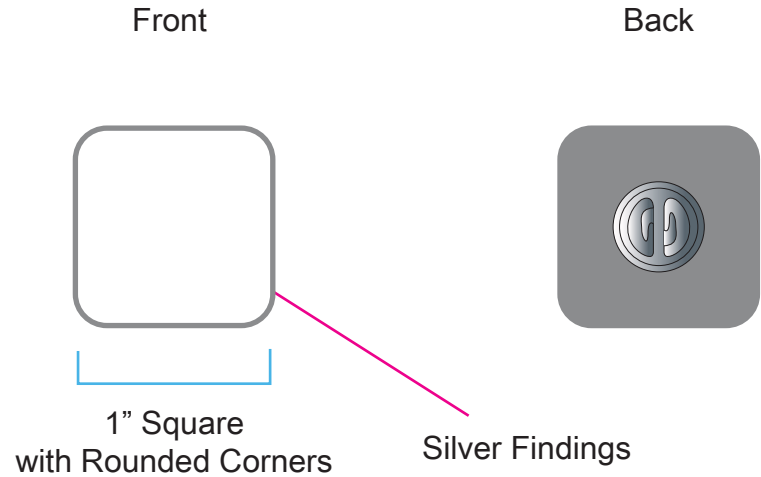 Front
Back
1” Square
with Rounded Corners
Silver Findings